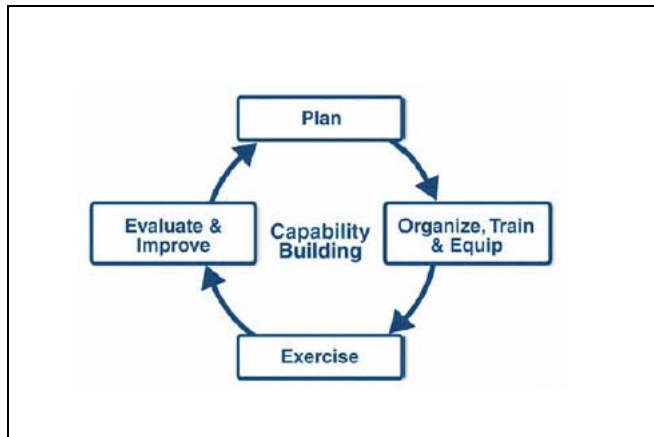 Plan
Evaluate &
Improve
Capability
Building
Organize, Train
& Equip
Exercise